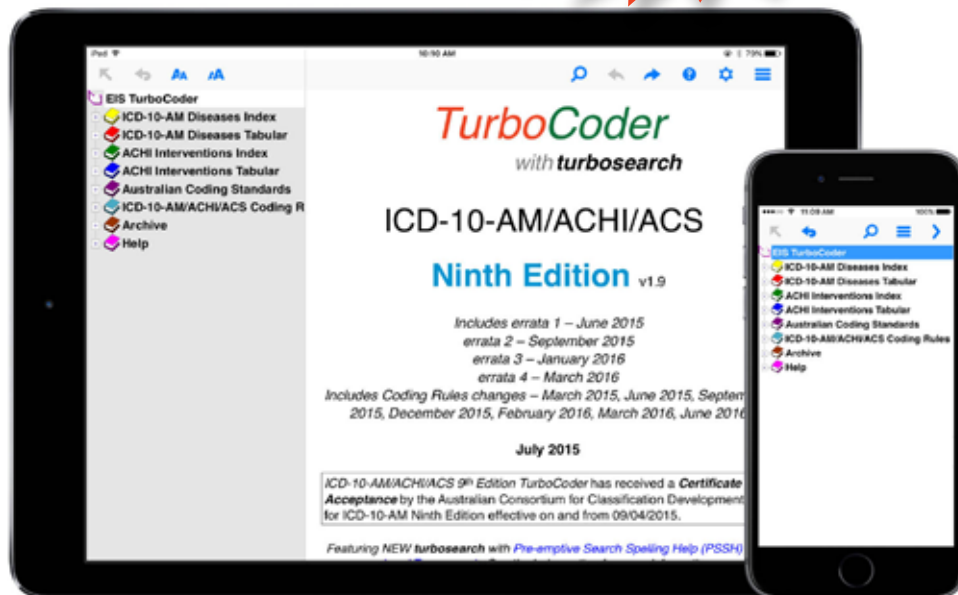 iPad
10:10 AM
79%
AA
AA
EIS TurboCoder
ICD-10-AM Diseases Index
ICD-10-AM Diseases Tabular
ACHI Interventions Index
ACHI Interventions Tabular
Australian Coding Standards
ICD-10-AM/ACHI/ACS Coding R
Archive
Help
TurboCoder
with turbosearch
ICD-10-AM/ACHI/ACS
Ninth Edition v1.9
Includes errata 1 – June 2015
errata 2 – September 2015
errata 3 – January 2016
errata 4 – March 2016
Includes Coding Rules changes – March 2015, June 2015, Septem
2015, December 2015, February 2016, March 2016, June 2016
July 2015
ICD-10-AM/ACHI/ACS 9th Edition TurboCoder has received a Certificate
Acceptance by the Australian Consortium for Classification Development
for ICD-10-AM Ninth Edition effective on and from 09/04/2015.
Featuring NEW turbosearch with Pre-emptive Search Spelling Help (PSSH)
11:09 AM
100%
EIS TurboCoder
ICD-10-AM Diseases Index
ICD-10-AM Diseases Tabular
ACHI Interventions Index
ACHI Interventions Tabular
Australian Coding Standards
ICD-10-AM/ACHI/ACS Coding Rules
Archive
Help